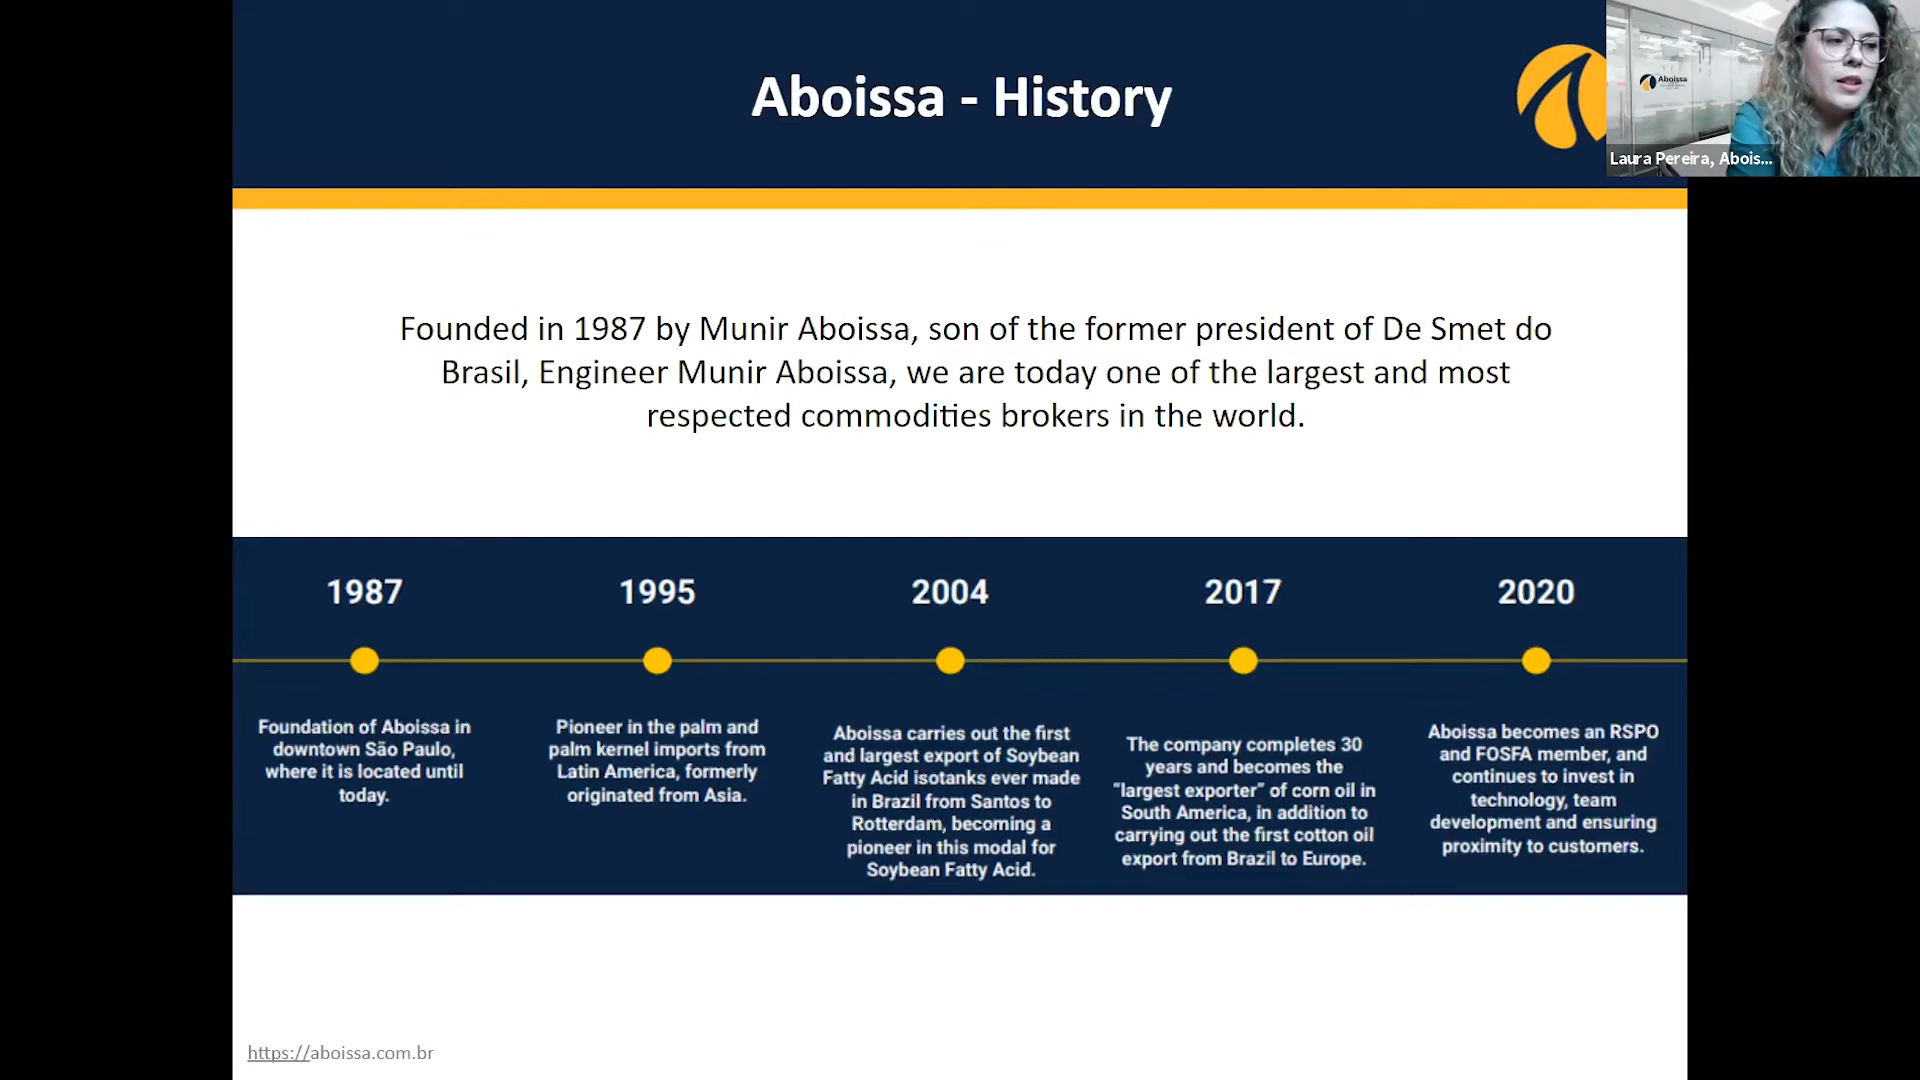 Aboissa - History
Aboissa
Laura Pereira, Abois...
Founded in 1987 by Munir Aboissa, son of the former president of De Smet do
Brasil, Engineer Munir Aboissa, we are today one of the largest and most
respected commodities brokers in the world.
1987
Foundation of Aboissa in
downtown São Paulo,
where it is located until
today.
1995
Pioneer in the palm and
palm kernel imports from
Latin America, formerly
originated from Asia.
2004
Aboissa carries out the first
and largest export of Soybean
Fatty Acid isotanks ever made
in Brazil from Santos to
Rotterdam, becoming a
pioneer in this modal for
Soybean Fatty Acid.
2017
The company completes 30
years and becomes the
"largest exporter" of corn oil in
South America, in addition to
carrying out the first cotton oil
export from Brazil to Europe.
2020
Aboissa becomes an RSPO
and FOSFA member, and
continues to invest in
technology, team
development and ensuring
proximity to customers.
https://aboissa.com.br